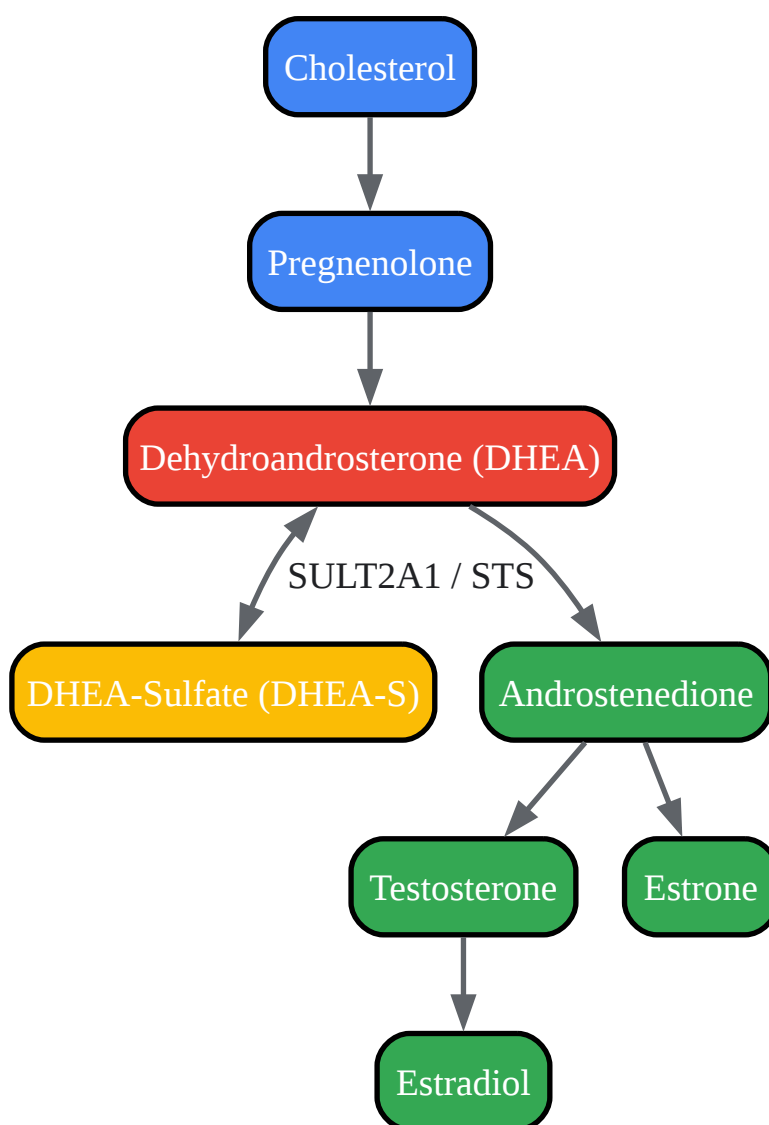 Cholesterol
Pregnenolone
Dehydroandrosterone (DHEA)
SULT2A1 / STS
DHEA-Sulfate (DHEA-S)
Androstenedione
Testosterone
Estrone
Estradiol